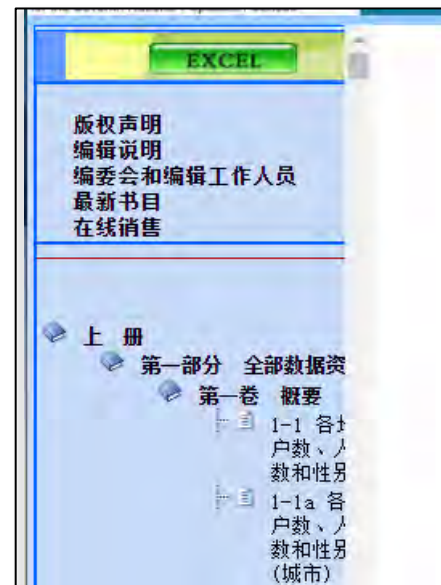 EXCEL
版权声明
编辑说明
编委会和编辑工作人员
最新书目
在线销售
上 册
第一部分 全部数据资
第一卷 概要
1-1 各
户数、
数和性别
1-1a 各
户数、
数和性别
(城市)